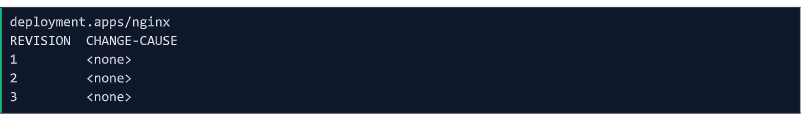 deployment.apps/nginx
REVISION  CHANGE-CAUSE
1         <none>
2         <none>
3         <none>